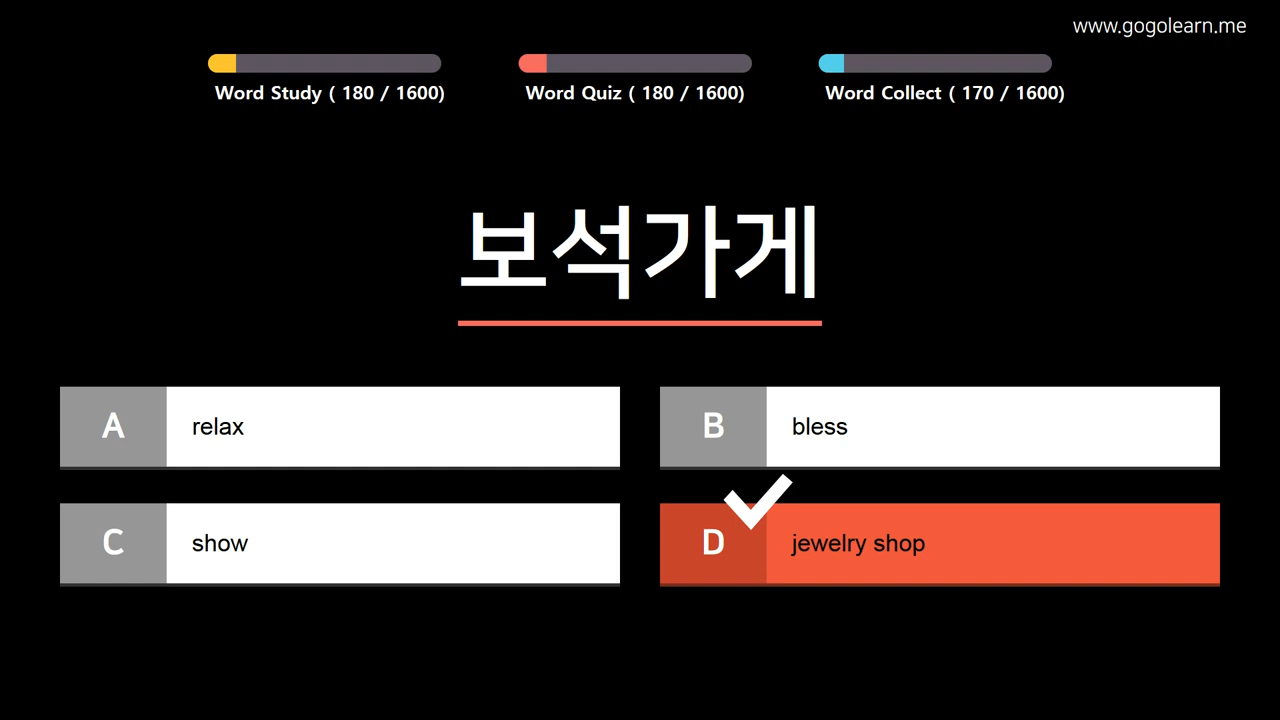 www.gogolearn.me
Word Study ( 180 / 1600)
Word Quiz ( 180 / 1600)
Word Collect ( 170 / 1600)
보석가게
A relax
B bless
C show
D jewelry shop